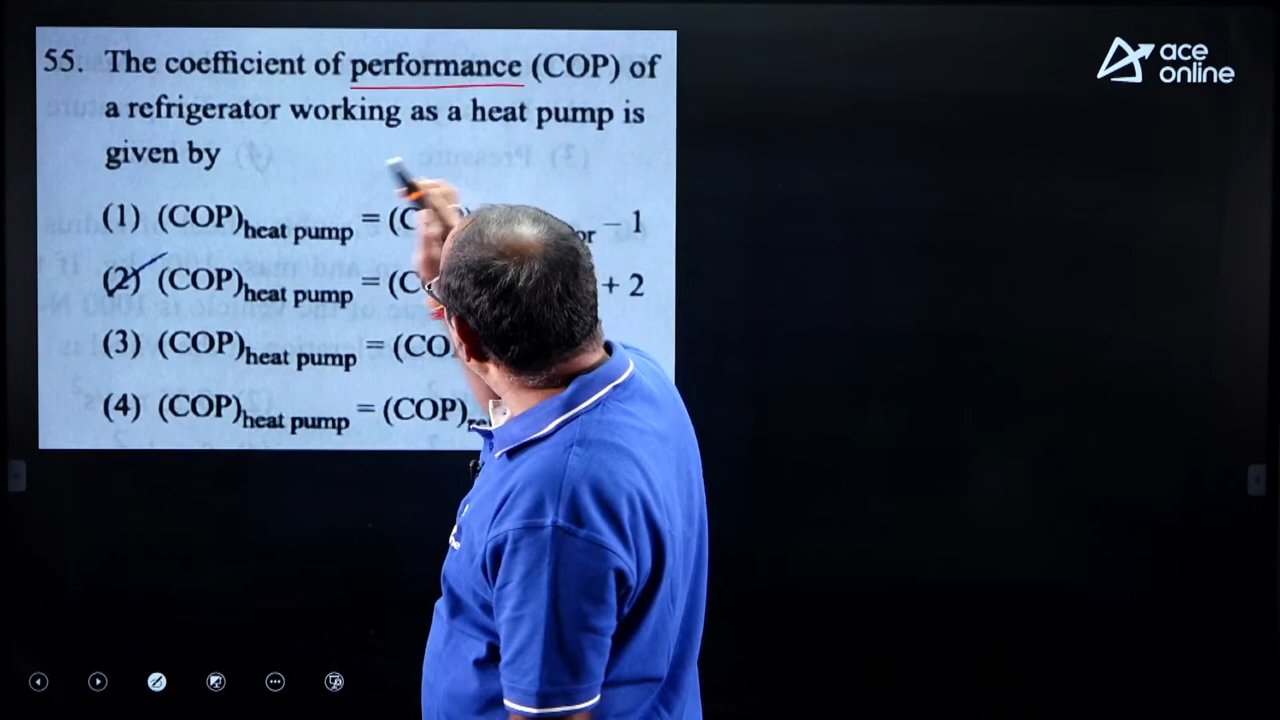 55. The coefficient of performance (COP) of
a refrigerator working as a heat pump is
given by
(1) (COP)heat pump = (C or − 1
(2) (COP)heat pump = (C + 2
(3) (COP)heat pump = (CO
(4) (COP)heat pump = (COP)
ace
online